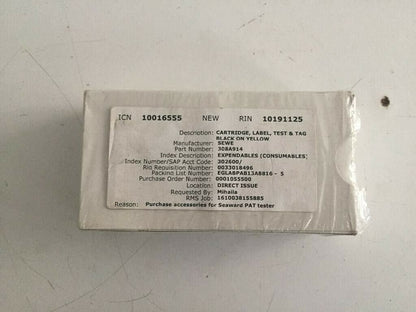 ICN 10016555 NEW RIN 10191125
Description: CARTRIDGE, LABEL, TEST & TAG
BLACK ON YELLOW
Manufacturer: SEWE
Part Number: 308A914
Index Description: EXPENDABLES (CONSUMABLES)
Index Number/SAP Acct Code: 302600/
Rio Requisition Number: 0033018496
Packing List Number: EGLABPAB13AB816 - 5
Purchase Order Number: 0001055500
Location: DIRECT ISSUE
Requested By: Mihaila
RMS Job: 1610038155885
Reason: Purchase accessories for Seaward PAT tester